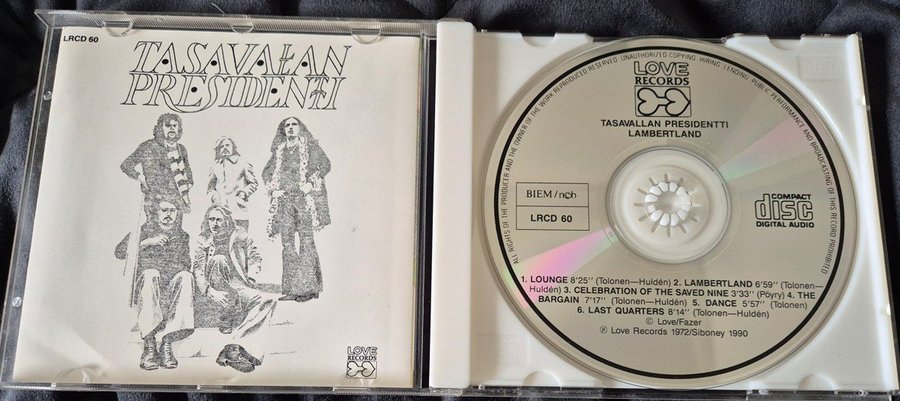 LRCD 60
TASAVALLAN
PRESIDENTTI
LOVE
RECORDS
ALL RIGHTS OF THE PRODUCER AND THE OWNER OF THE WORK REPRODUCED RESERVED UNAUTHORIZED COPYING HIRING LENDING, PUBLIC PERFORMANCE AND BROADCASTING OF THIS RECORD PROHIBITED
LOVE
RECORDS
TASAVALLAN PRESIDENTTI
LAMBERTLAND
BIEM/ncb
LRCD 60
COMPACT
disc
DIGITAL AUDIO
1. LOUNGE 8'25'' (Tolonen—Huldén) 2. LAMBERTLAND 6'59'' (Tolonen—
Huldén) 3. CELEBRATION OF THE SAVED NINE 3'33'' (Pöyry) 4. THE
BARGAIN 7'17'' (Tolonen—Huldén) 5. DANCE 5'57'' (Tolonen)
6. LAST QUARTERS 8'14'' (Tolonen—Huldén)
© Love/Fazer
℗ Love Records 1972/Siboney 1990